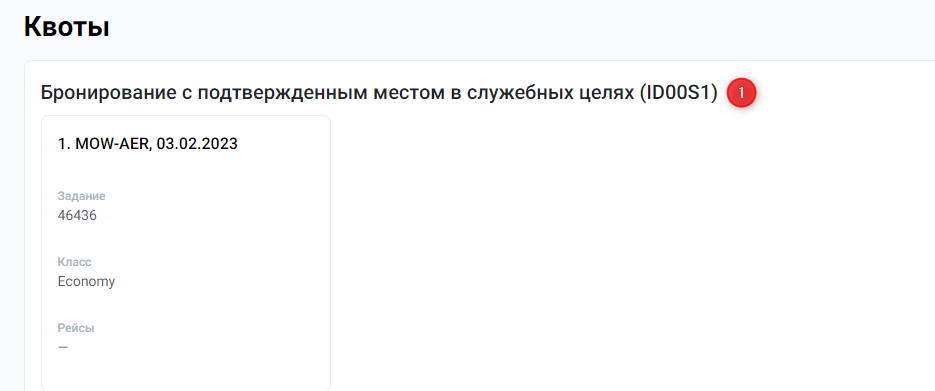 Квоты
Бронирование с подтвержденным местом в служебных целях (ID00S1) 1
1. MOW-AER, 03.02.2023
Задание
46436
Класс
Economy
Рейсы
—